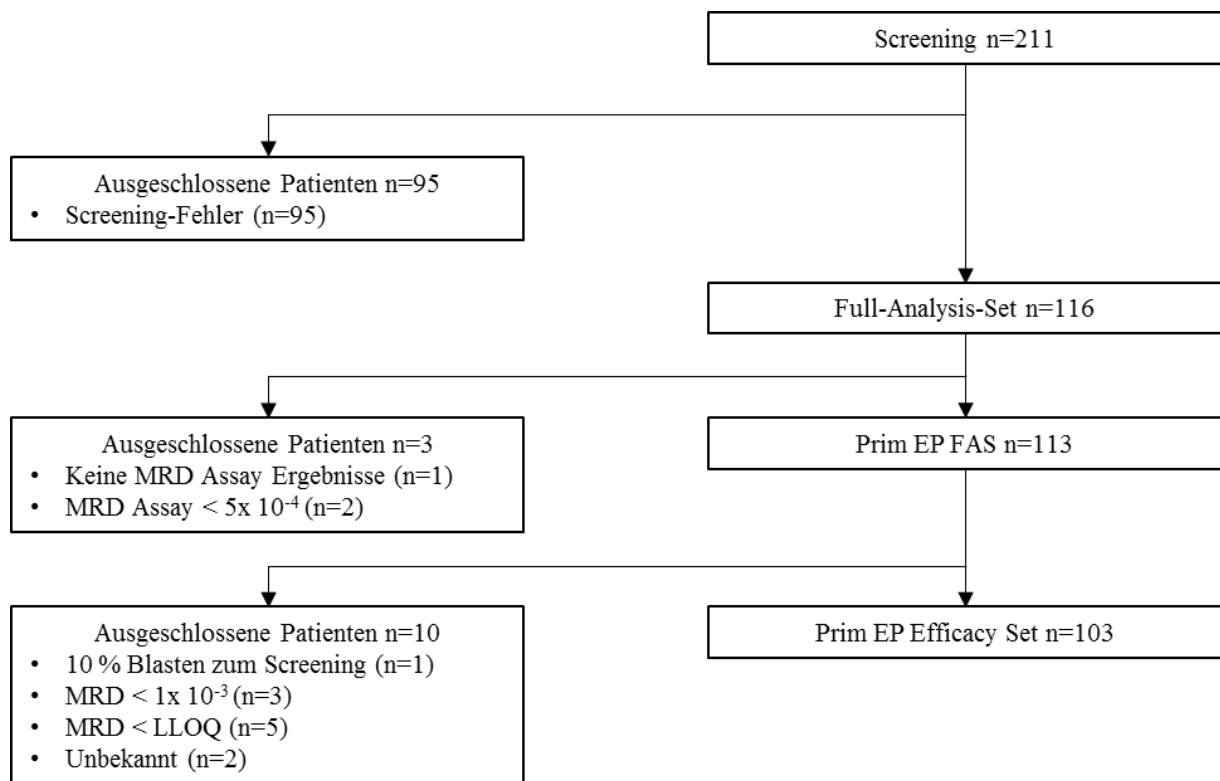 Screening n=211
Ausgeschlossene Patienten n=95
• Screening-Fehler (n=95)
Full-Analysis-Set n=116
Ausgeschlossene Patienten n=3
• Keine MRD Assay Ergebnisse (n=1)
• MRD Assay < 5x 10⁻⁴ (n=2)
Prim EP FAS n=113
Ausgeschlossene Patienten n=10
• 10 % Blasten zum Screening (n=1)
• MRD < 1x 10⁻³ (n=3)
• MRD < LLOQ (n=5)
• Unbekannt (n=2)
Prim EP Efficacy Set n=103